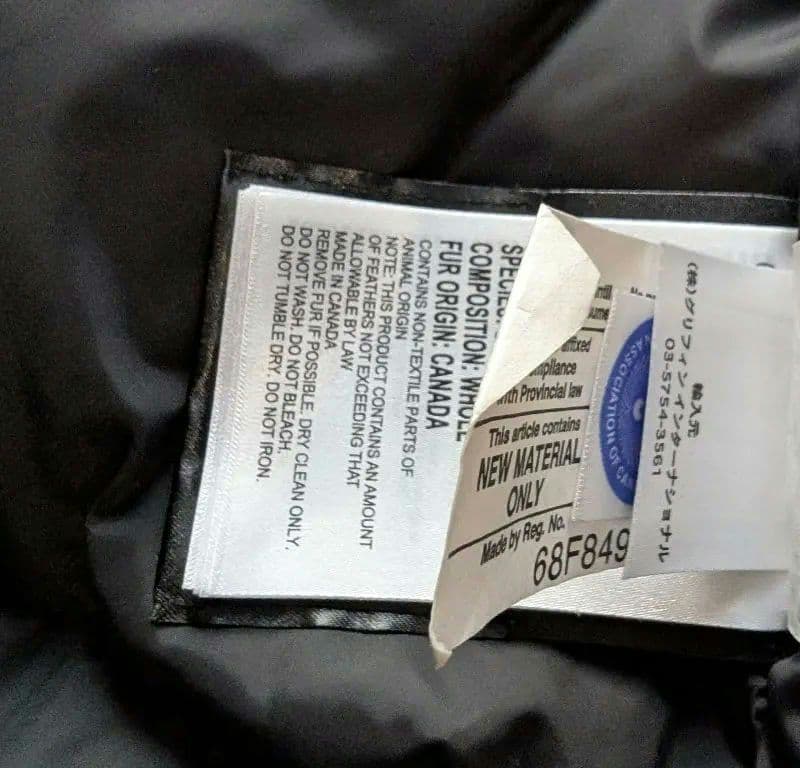 COMPOSITION: WHOLE
FUR ORIGIN: CANADA
CONTAINS NON-TEXTILE PARTS OF
ANIMAL ORIGIN
NOTE: THIS PRODUCT CONTAINS AN AMOUNT
OF FEATHERS NOT EXCEEDING THAT
ALLOWABLE BY LAW
MADE IN CANADA
REMOVE FUR IF POSSIBLE. DRY CLEAN ONLY.
DO NOT WASH. DO NOT BLEACH.
DO NOT TUMBLE DRY. DO NOT IRON.
with Provincial law
This article contains
NEW MATERIAL
ONLY
Made by Reg. No.
68F849
ASSOCIATION OF
輸入元
(株)グリフィンインターナショナル
03-5754-3561